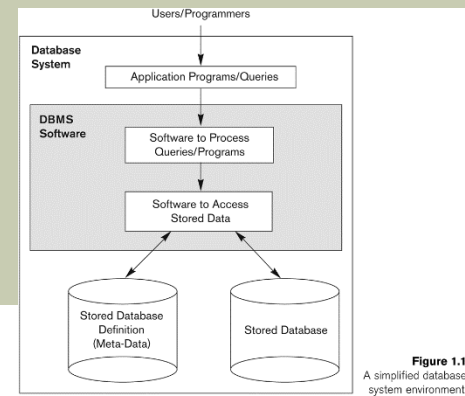 Users/Programmers
Database
System
Application Programs/Queries
DBMS
Software
Software to Process
Queries/Programs
Software to Access
Stored Data
Stored Database
Definition
(Meta-Data)
Stored Database
Figure 1.1
A simplified database
system environment